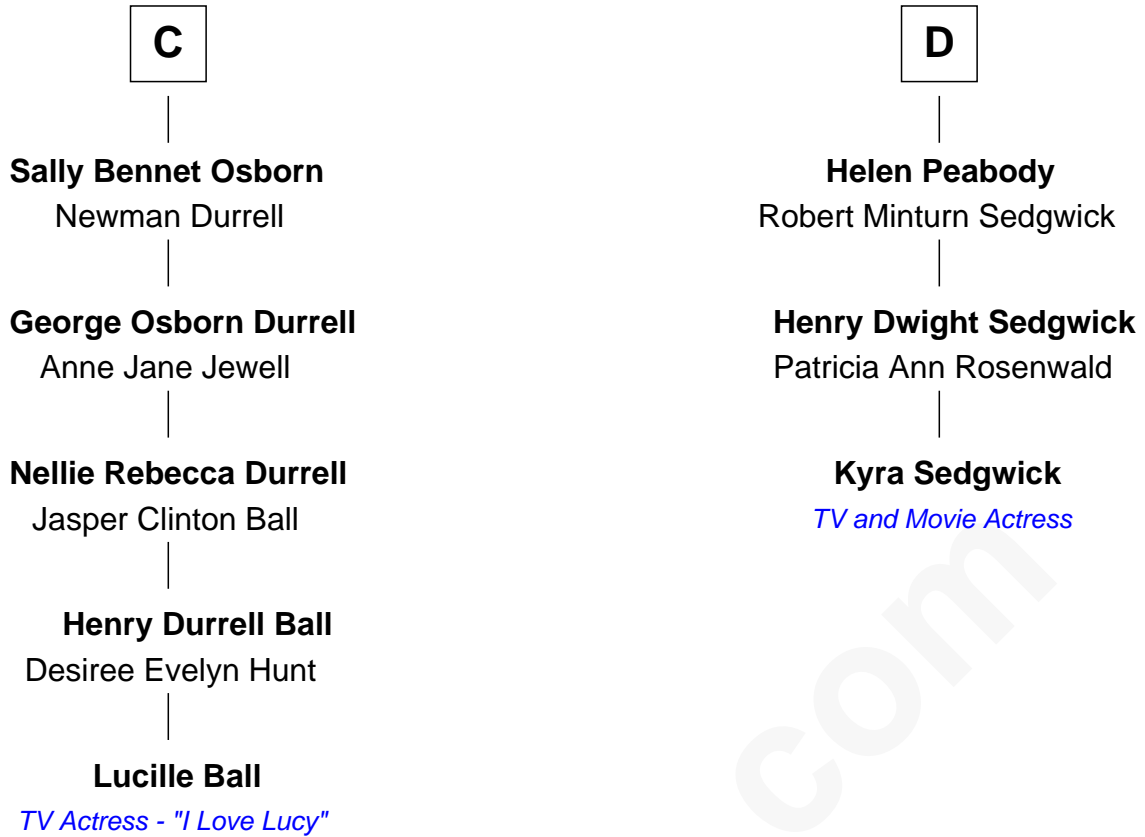 C
Sally Bennet Osborn
Newman Durrell
George Osborn Durrell
Anne Jane Jewell
Nellie Rebecca Durrell
Jasper Clinton Ball
Henry Durrell Ball
Desiree Evelyn Hunt
Lucille Ball
TV Actress - "I Love Lucy"
D
Helen Peabody
Robert Minturn Sedgwick
Henry Dwight Sedgwick
Patricia Ann Rosenwald
Kyra Sedgwick
TV and Movie Actress
com